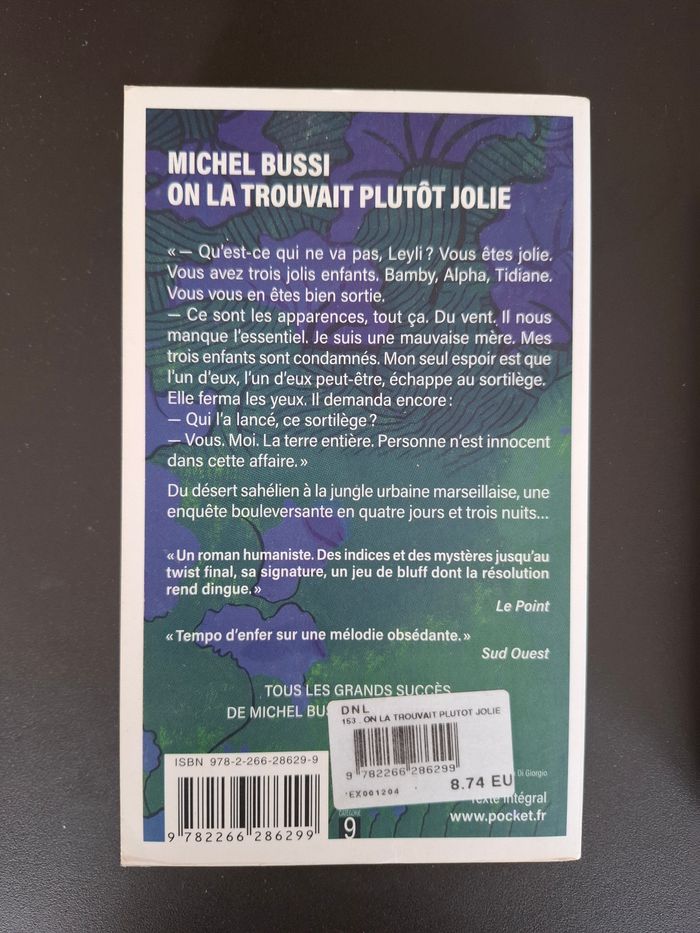 MICHEL BUSSI
ON LA TROUVAIT PLUTÔT JOLIE
« — Qu'est-ce qui ne va pas, Leyli ? Vous êtes jolie.
Vous avez trois jolis enfants. Bamby, Alpha, Tidiane.
Vous vous en êtes bien sortie.
— Ce sont les apparences, tout ça. Du vent. Il nous
manque l'essentiel. Je suis une mauvaise mère. Mes
trois enfants sont condamnés. Mon seul espoir est que
l'un d'eux, l'un d'eux peut-être, échappe au sortilège.
Elle ferma les yeux. Il demanda encore :
— Qui l'a lancé, ce sortilège ?
— Vous. Moi. La terre entière. Personne n'est innocent
dans cette affaire. »
Du désert sahélien à la jungle urbaine marseillaise, une
enquête bouleversante en quatre jours et trois nuits...
« Un roman humaniste. Des indices et des mystères jusqu'au
twist final, sa signature, un jeu de bluff dont la résolution
rend dingue. »
Le Point
« Tempo d'enfer sur une mélodie obsédante. »
Sud Ouest
TOUS LES GRANDS SUCCÈS
DE MICHEL BUS
DNL
153 . ON LA TROUVAIT PLUTOT JOLIE
9 782266 286299
EX001204
8.74 EU
ISBN 978-2-266-28629-9
9 782266 286299
CATÉGORIE
9
Di Giorgio
Texte intégral
www.pocket.fr